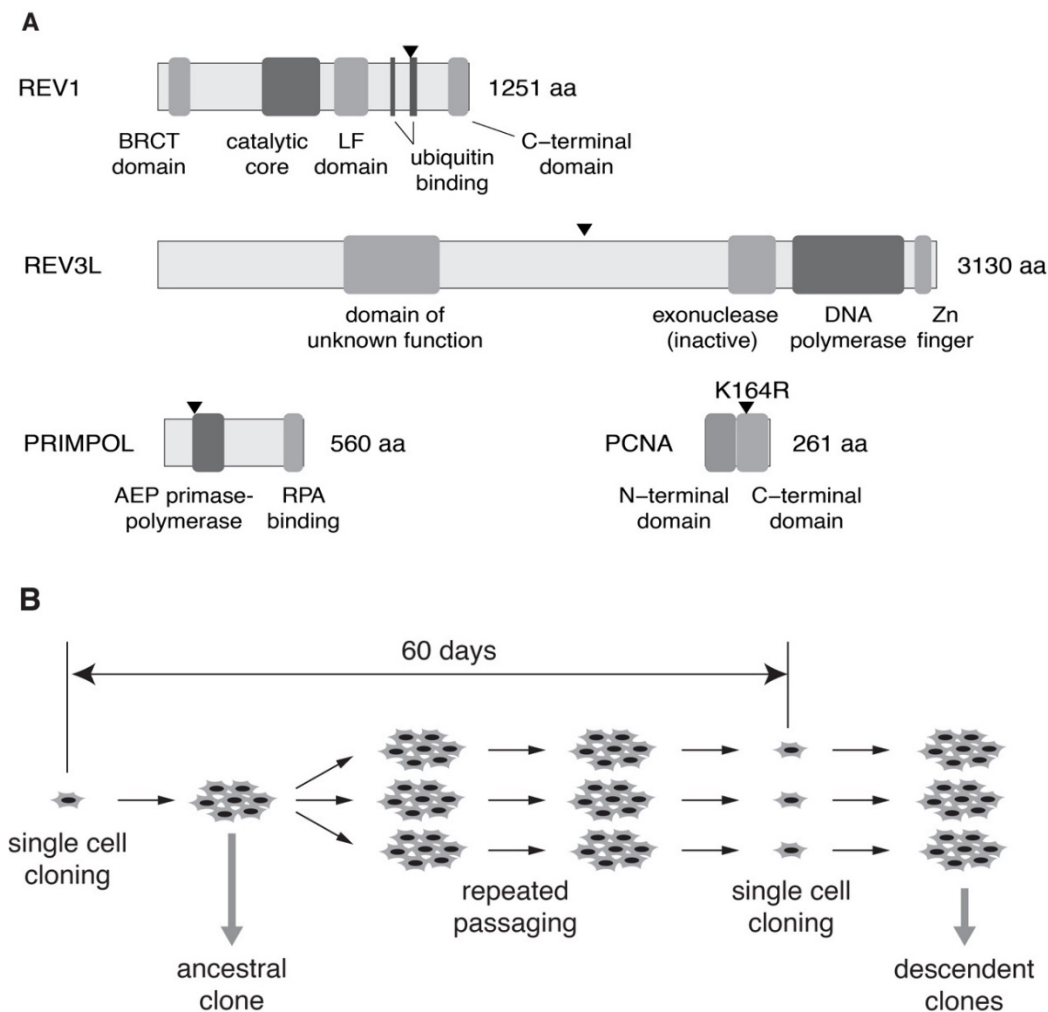 A
REV1
1251 aa
BRCT
domain
catalytic
core
LF
domain
ubiquitin
binding
C−terminal
domain
REV3L
3130 aa
domain of
unknown function
exonuclease
(inactive)
DNA
polymerase
Zn
finger
PRIMPOL
560 aa
AEP primase-
polymerase
RPA
binding
K164R
PCNA
261 aa
N−terminal
domain
C−terminal
domain
B
60 days
single cell
cloning
ancestral
clone
repeated
passaging
single cell
cloning
descendent
clones